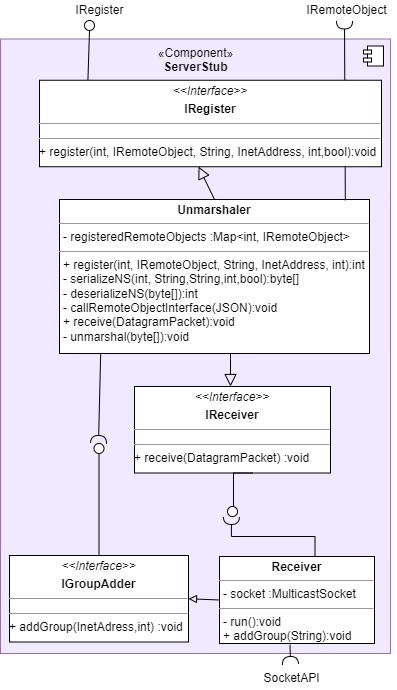 IRegister
IRemoteObject
«Component»
ServerStub
<<Interface>>
IRegister
+ register(int, IRemoteObject, String, InetAddress, int,bool):void
Unmarshaler
- registeredRemoteObjects :Map<int, IRemoteObject>
+ register(int, IRemoteObject, String, InetAddress, int):int
- serializeNS(int, String,String,int,bool):byte[]
- deserializeNS(byte[]):int
- callRemoteObjectInterface(JSON):void
+ receive(DatagramPacket):void
- unmarshal(byte[]):void
<<Interface>>
IReceiver
+ receive(DatagramPacket) :void
<<Interface>>
IGroupAdder
+ addGroup(InetAdress,int) :void
Receiver
- socket :MulticastSocket
- run():void
+ addGroup(String):void
SocketAPI